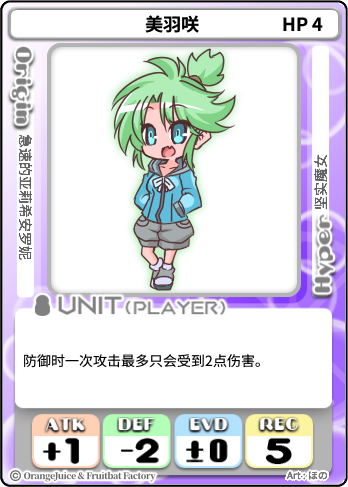 美羽咲 HP 4
Origin
急速的亚莉希安罗妮
Hyper
坚实魔女
UNIT(PLAYER)
防御时一次攻击最多只会受到2点伤害。
ATK DEF EVD REC
+1 -2 ±0 5
© OrangeJuice & Fruitbat Factory Art : ほの